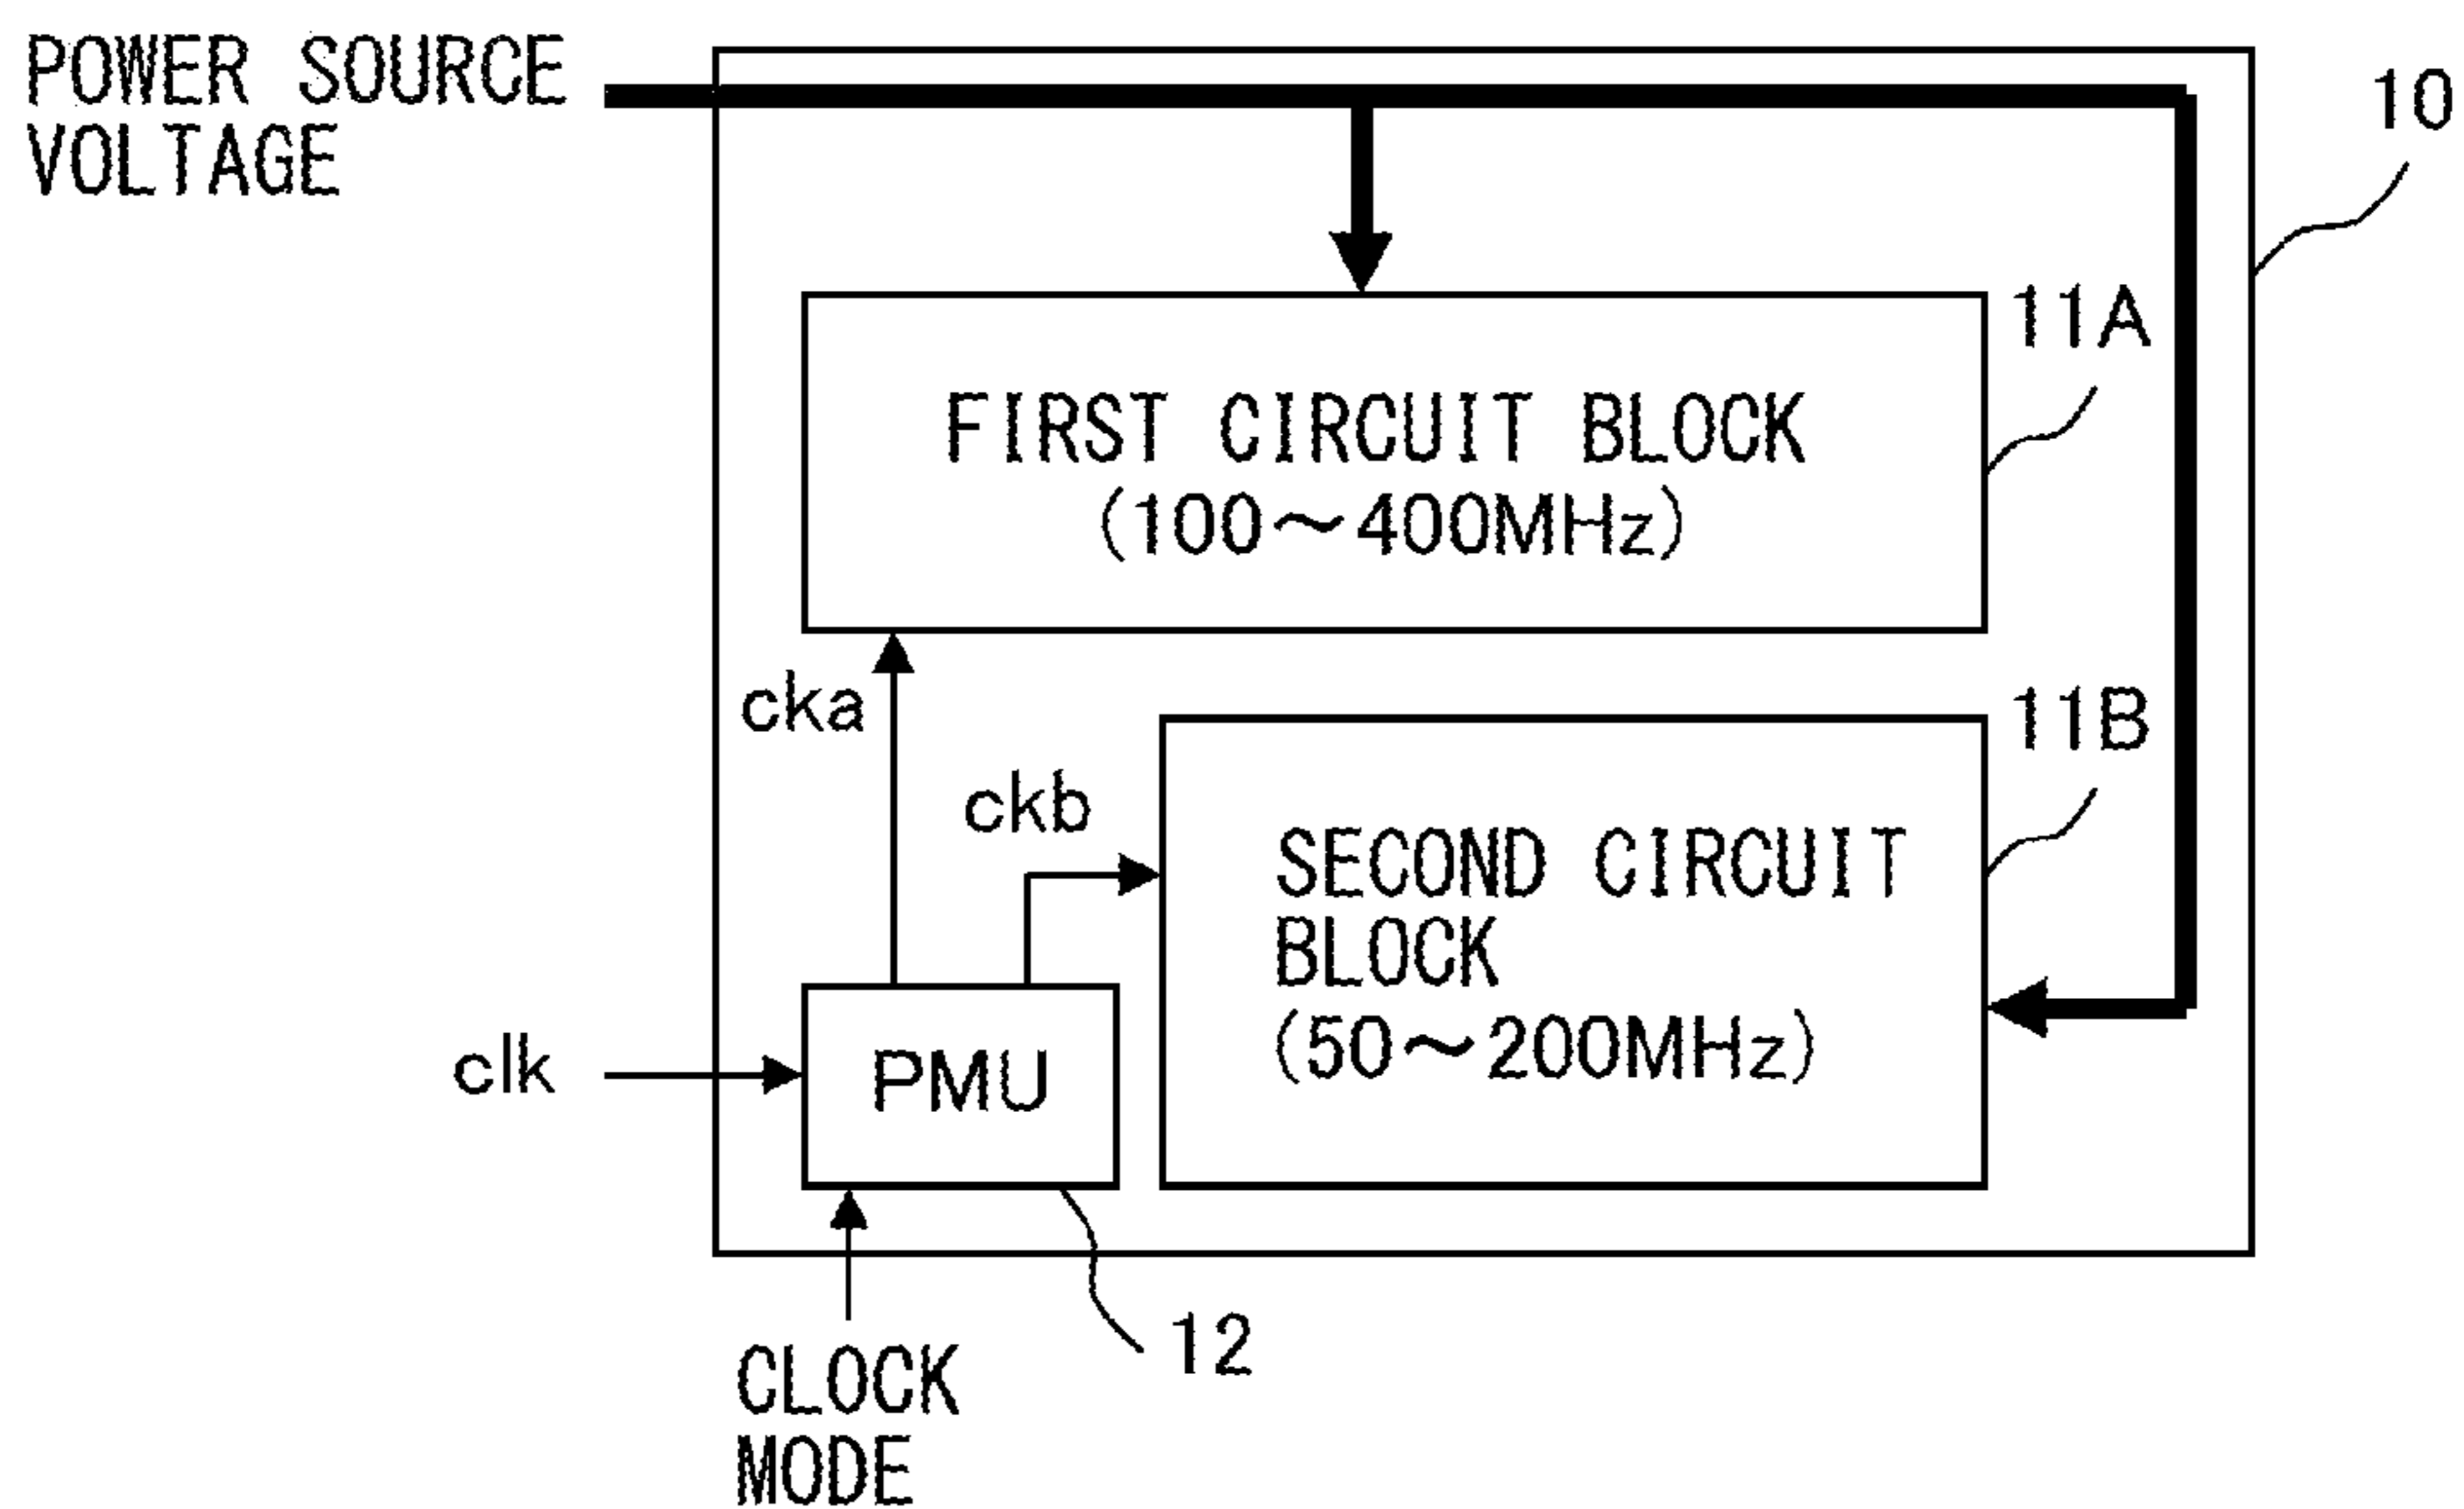 POWER SOURCE
VOLTAGE
10
11A
FIRST CIRCUIT BLOCK
(100～400MHz)
cka
11B
ckb
SECOND CIRCUIT
BLOCK
(50～200MHz)
clk
PMU
12
CLOCK
MODE